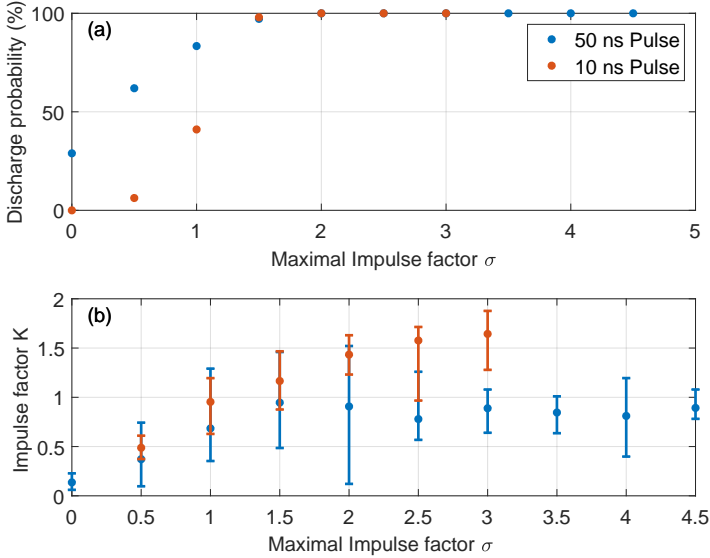 Discharge probability (%)
100
50
0
(a)
50 ns Pulse
10 ns Pulse
0 1 2 3 4 5
Maximal Impulse factor σ
Impulse factor K
2
1.5
1
0.5
0
(b)
0 0.5 1 1.5 2 2.5 3 3.5 4 4.5
Maximal Impulse factor σ